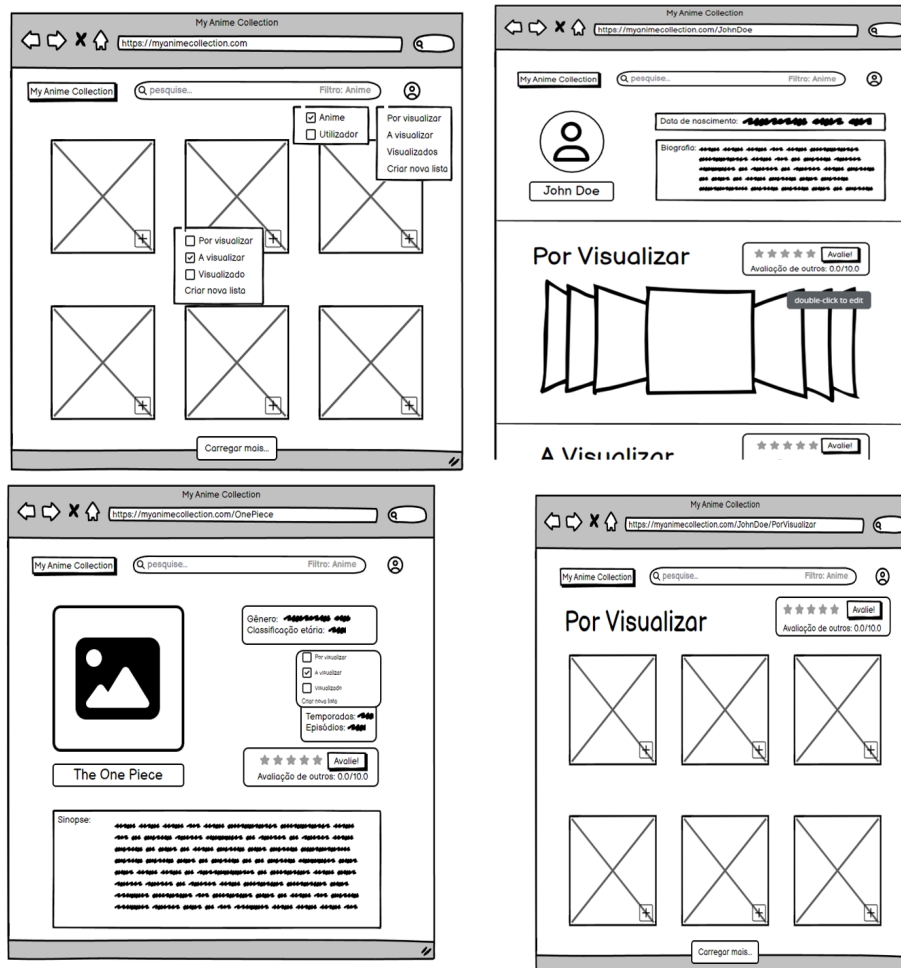 My Anime Collection
https://myanimecollection.com
My Anime Collection
pesquise...
Filtro: Anime
Anime
Utilizador
Por visualizar
A visualizar
Visualizados
Criar nova lista
Por visualizar
A visualizar
Visualizado
Criar nova lista
Carregar mais...
My Anime Collection
https://myanimecollection.com/JohnDoe
My Anime Collection
pesquise...
Filtro: Anime
Data de nascimento:
Biografia:
John Doe
Por Visualizar
Avalie!
Avaliação de outros: 0.0/10.0
double-click to edit
A Visualizar
Avalie!
My Anime Collection
https://myanimecollection.com/OnePiece
My Anime Collection
pesquise...
Filtro: Anime
Gênero:
Classificação etária:
Por visualizar
A visualizar
Visualizado
Criar nova lista
Temporadas:
Episódios:
Avalie!
Avaliação de outros: 0.0/10.0
The One Piece
Sinopse:
My Anime Collection
https://myanimecollection.com/JohnDoe/PorVisualizar
My Anime Collection
pesquise...
Filtro: Anime
Por Visualizar
Avalie!
Avaliação de outros: 0.0/10.0
Carregar mais...